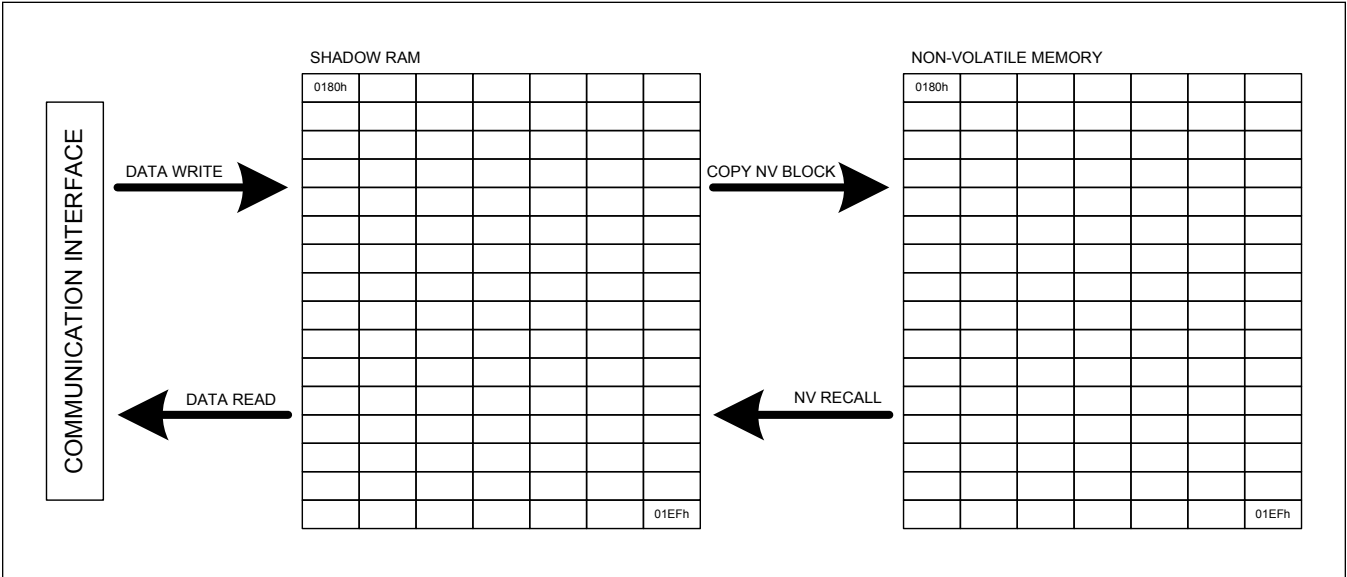 SHADOW RAM
NON-VOLATILE MEMORY
0180h
0180h
COMMUNICATION INTERFACE
DATA WRITE
COPY NV BLOCK
DATA READ
NV RECALL
01EFh
01EFh